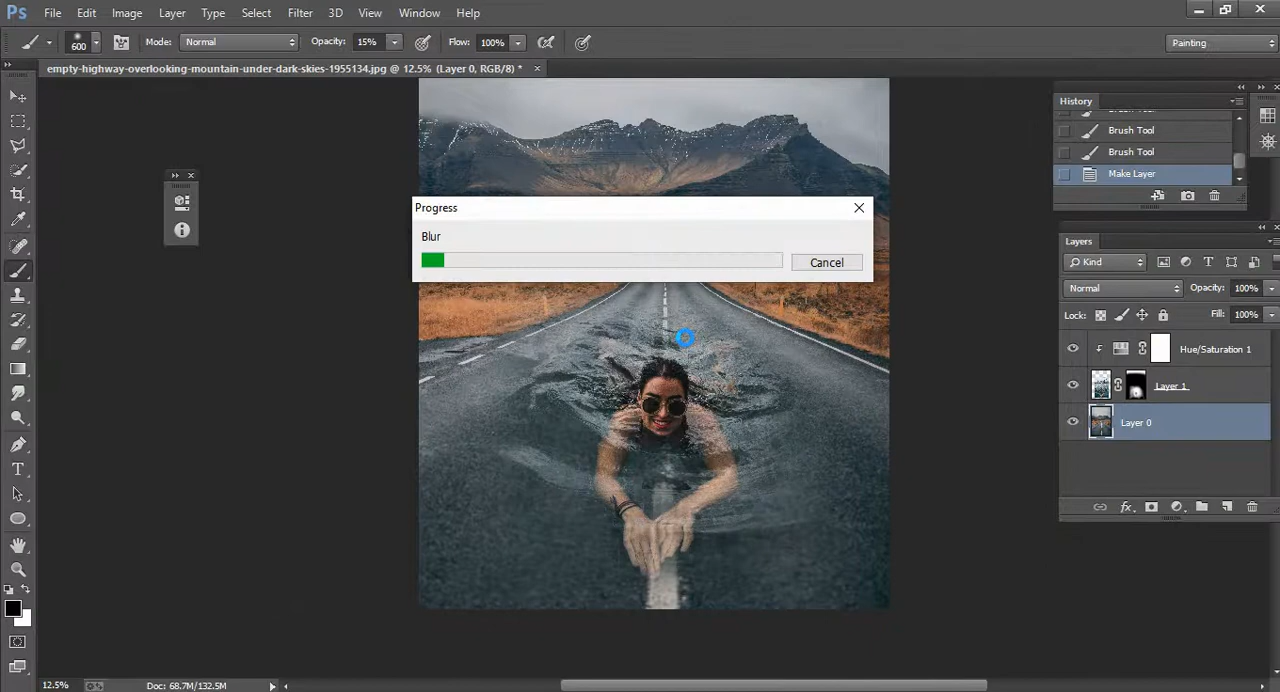 Ps File Edit Image Layer Type Select Filter 3D View Window Help
600 Mode: Normal Opacity: 15% Flow: 100% Painting
empty-highway-overlooking-mountain-under-dark-skies-1955134.jpg @ 12.5% (Layer 0, RGB/8) *
History
Brush Tool
Brush Tool
Make Layer
Progress
Blur
Cancel
Layers
Kind
Normal Opacity: 100%
Lock: Fill: 100%
Hue/Saturation 1
Layer 1
Layer 0
12.5% Doc: 68.7M/132.5M